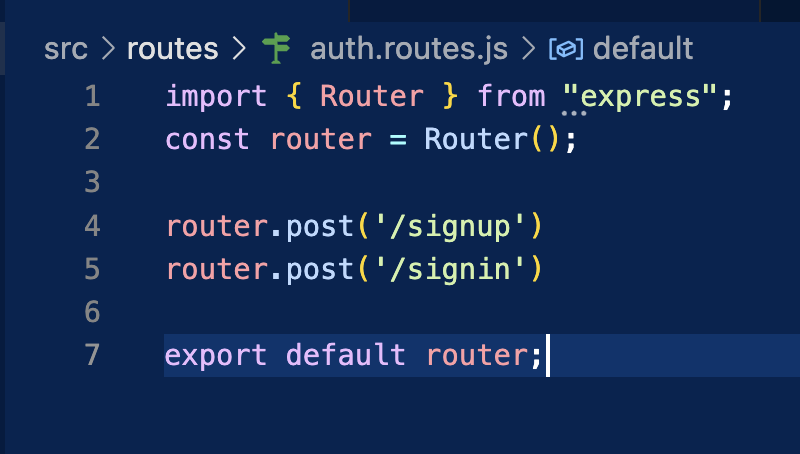 src > routes > auth.routes.js > default
1 import { Router } from "express";
2 const router = Router();
3
4 router.post('/signup')
5 router.post('/signin')
6
7 export default router;